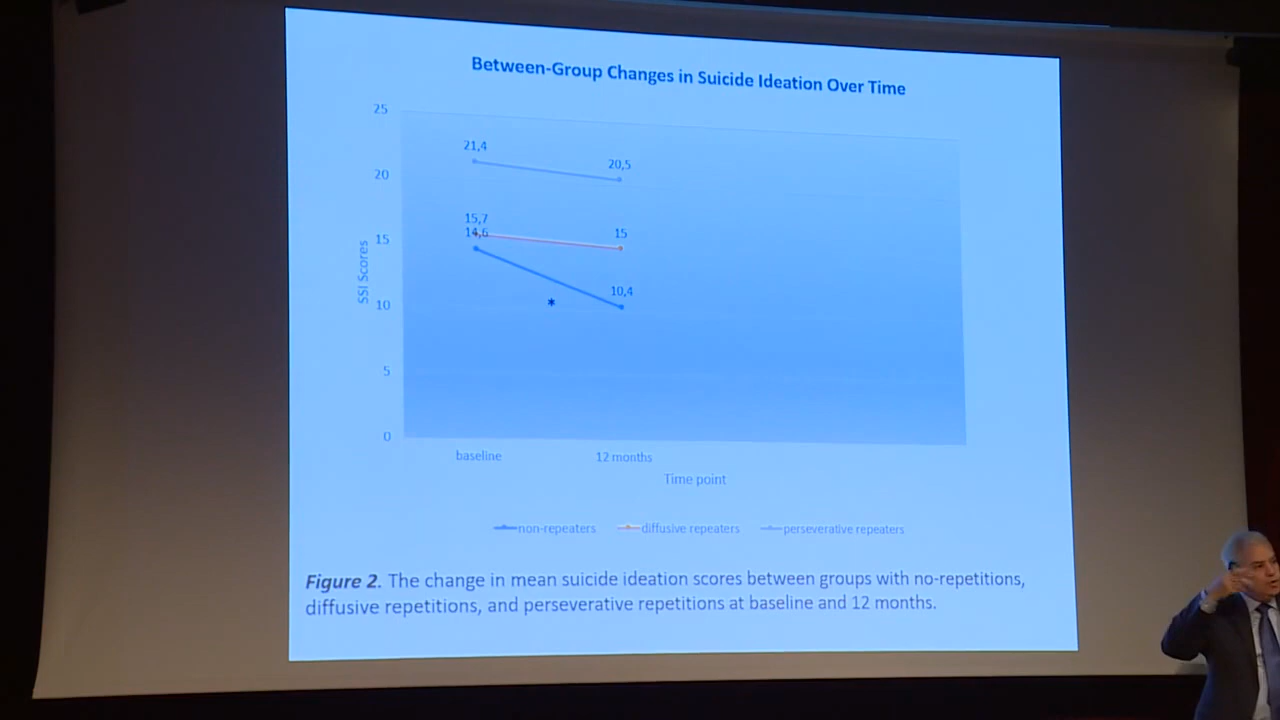 Between-Group Changes in Suicide Ideation Over Time
25
20
15
10
5
0
SSI Scores
21,4
20,5
15,7
14,6
15
10,4
*
baseline
12 months
Time point
non-repeaters
diffusive repeaters
perseverative repeaters
Figure 2. The change in mean suicide ideation scores between groups with no-repetitions,
diffusive repetitions, and perseverative repetitions at baseline and 12 months.